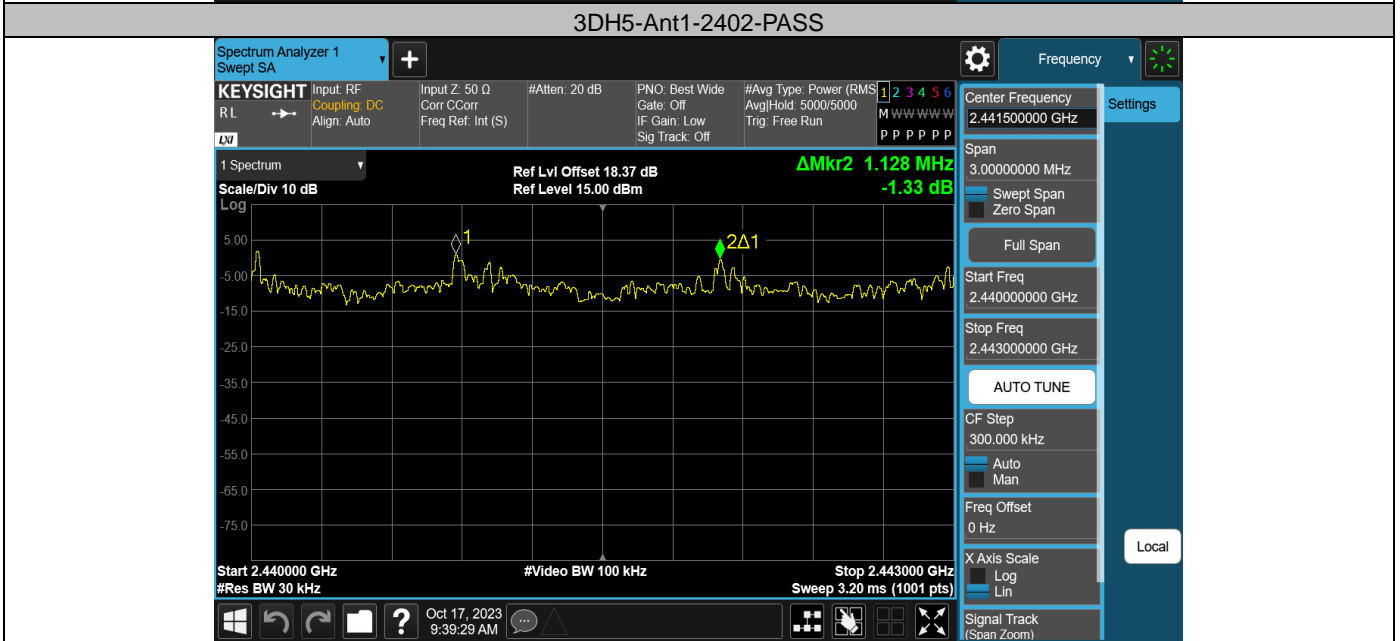 3DH5-Ant1-2402-PASS
Spectrum Analyzer 1
Swept SA
Frequency
KEYSIGHT
R L
LXI
Input: RF
Coupling: DC
Align: Auto
Input Z: 50 Ω
Corr CCorr
Freq Ref: Int (S)
#Atten: 20 dB
PNO: Best Wide
Gate: Off
IF Gain: Low
Sig Track: Off
#Avg Type: Power (RMS
Avg|Hold: 5000/5000
Trig: Free Run
1 2 3 4 5 6
M W W W W W
P P P P P P
1 Spectrum
Scale/Div 10 dB
Log
Ref Lvl Offset 18.37 dB
Ref Level 15.00 dBm
ΔMkr2 1.128 MHz
-1.33 dB
5.00
-5.00
-15.0
-25.0
-35.0
-45.0
-55.0
-65.0
-75.0
1
2Δ1
Start 2.440000 GHz
#Res BW 30 kHz
#Video BW 100 kHz
Stop 2.443000 GHz
Sweep 3.20 ms (1001 pts)
Center Frequency
2.441500000 GHz
Settings
Span
3.00000000 MHz
Swept Span
Zero Span
Full Span
Start Freq
2.440000000 GHz
Stop Freq
2.443000000 GHz
AUTO TUNE
CF Step
300.000 kHz
Auto
Man
Freq Offset
0 Hz
X Axis Scale
Log
Lin
Local
Signal Track
(Span Zoom)
?
Oct 17, 2023
9:39:29 AM